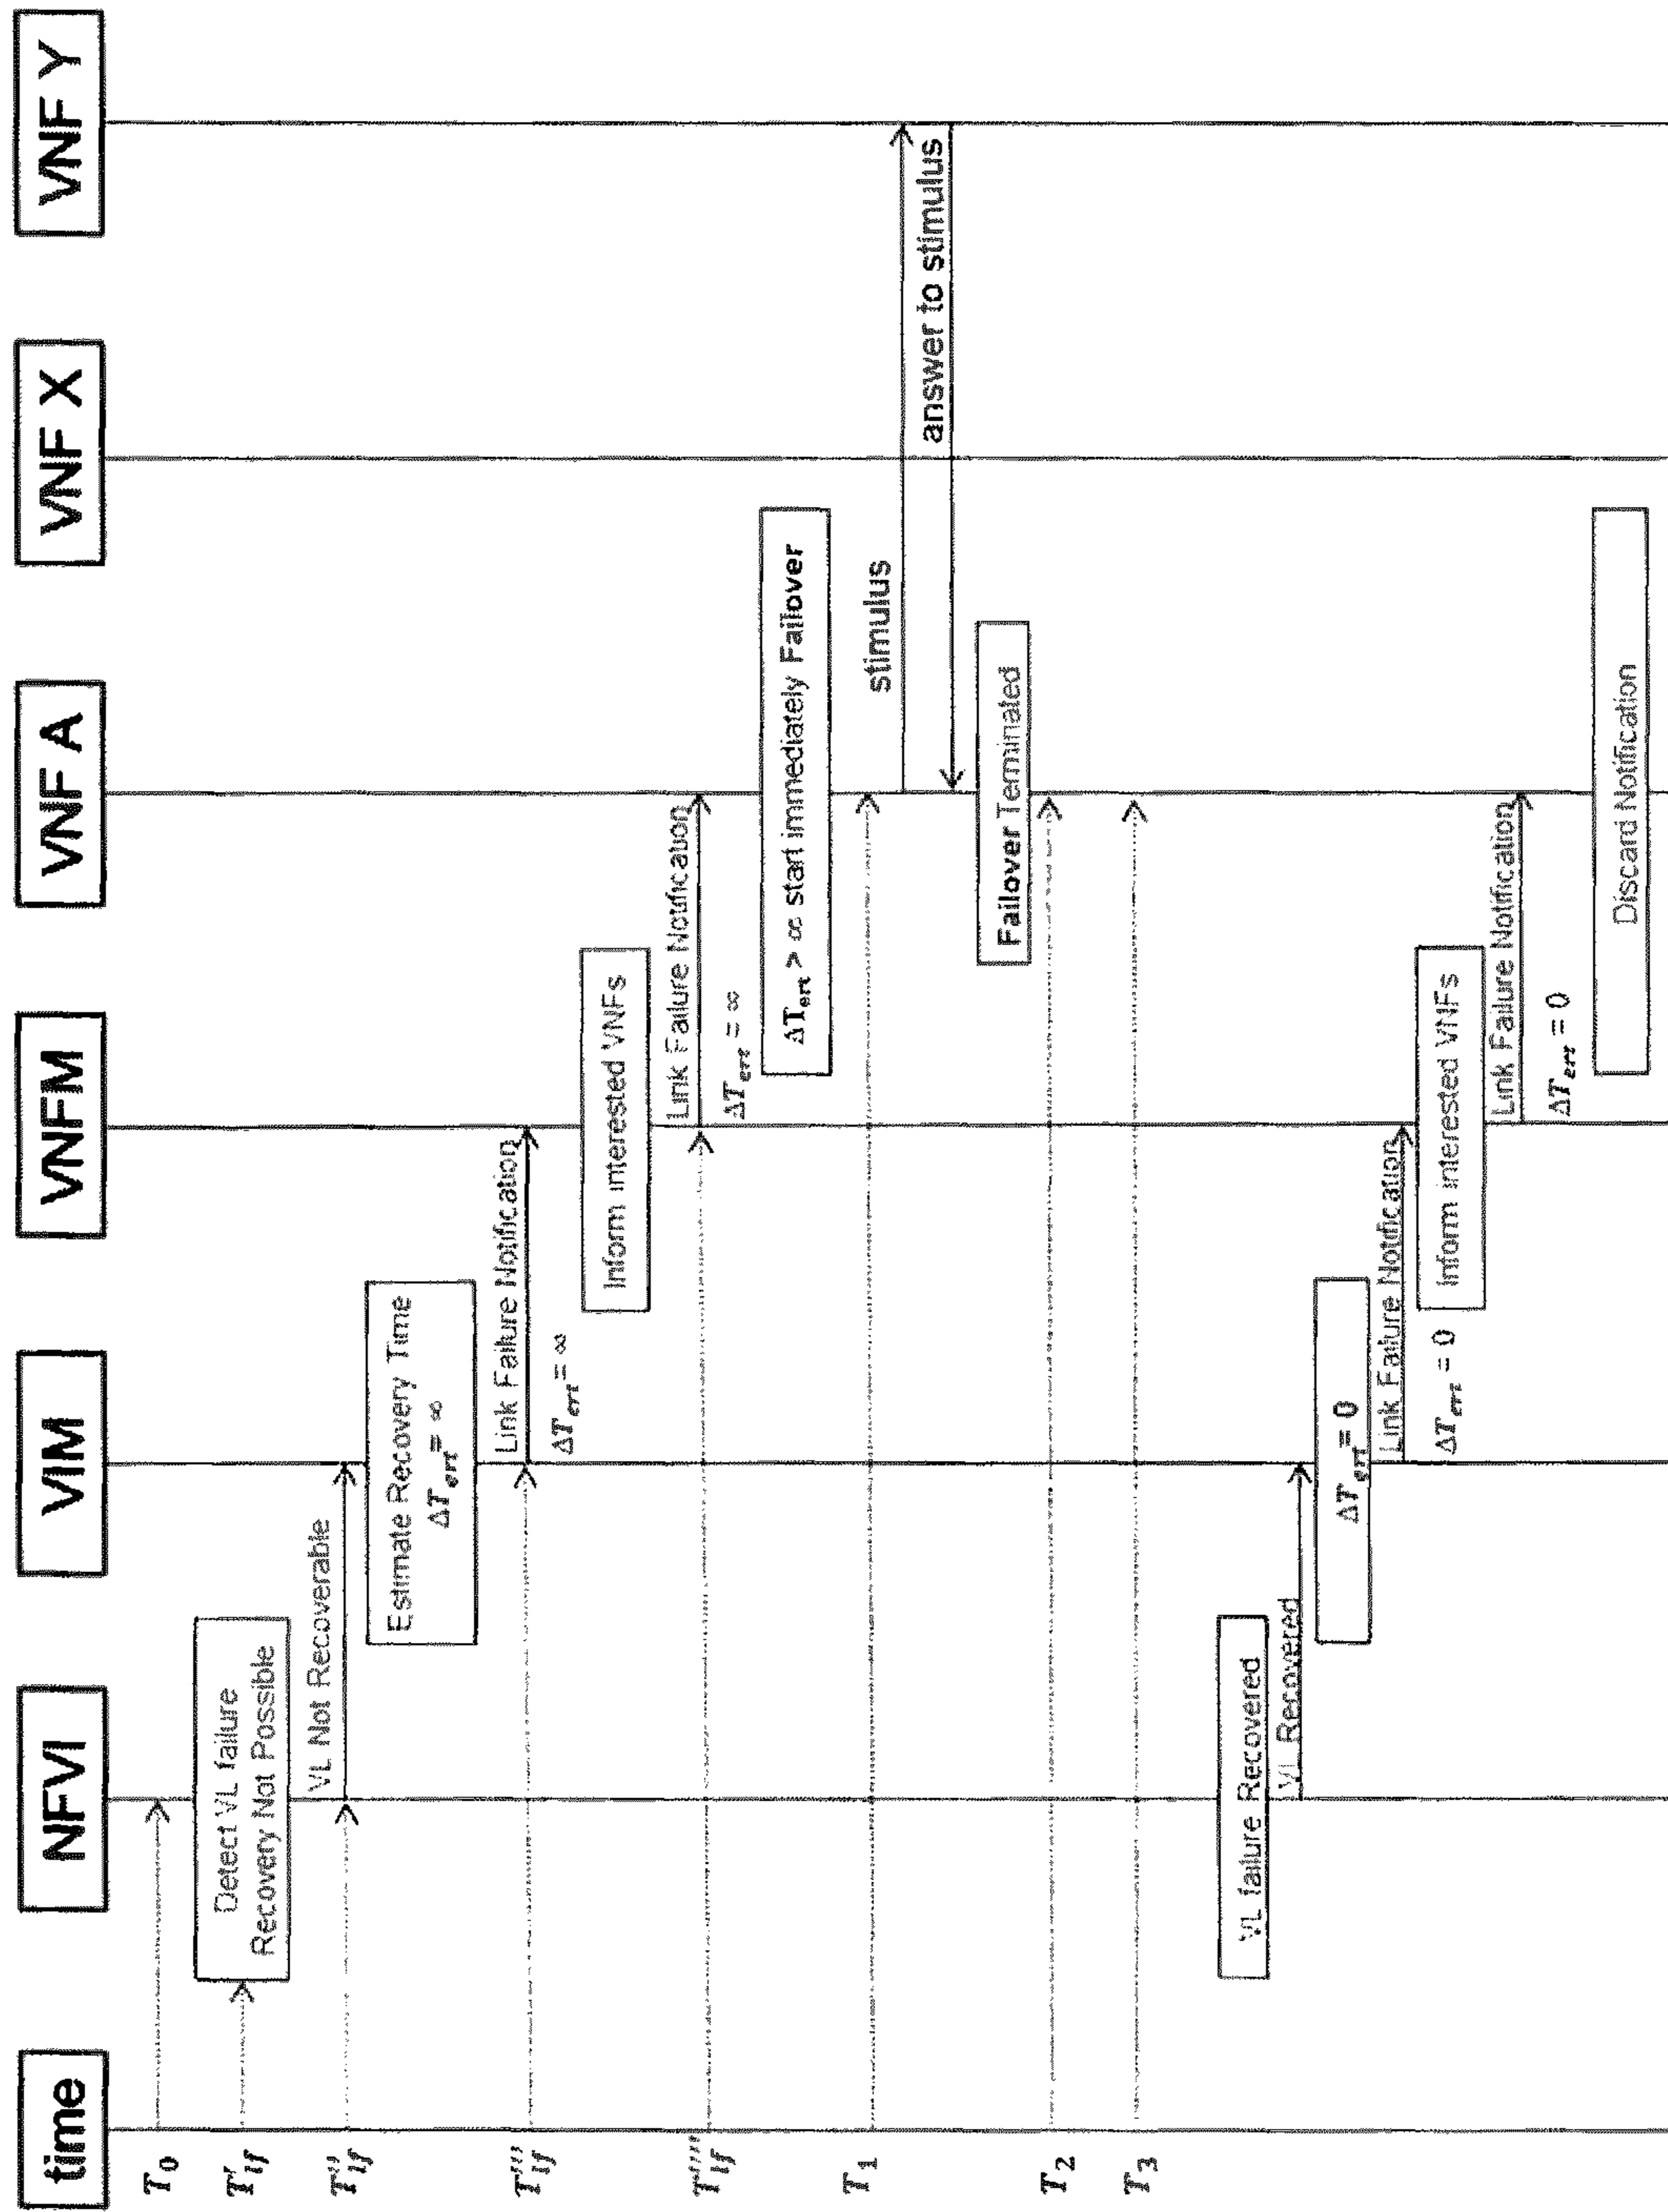 time
NFVI
VIM
VNFM
VNF A
VNF X
VNF Y
T₀
T'lf
Detect VL failure
Recovery Not Possible
T''lf
VL Not Recoverable
Estimate Recovery Time
ΔTert = ∞
T'''lf
Link Failure Notification
ΔTert = ∞
Inform interested VNFs
T''''lf
Link Failure Notification
ΔTert = ∞
ΔTert > ∝ start immediately Failover
T₁
stimulus
answer to stimulus
Failover Terminated
T₂
T₃
VL failure Recovered
VL Recovered
ΔTert = 0
Link Failure Notification
ΔTert = 0
Inform interested VNFs
Link Failure Notification
ΔTert = 0
Discard Notification